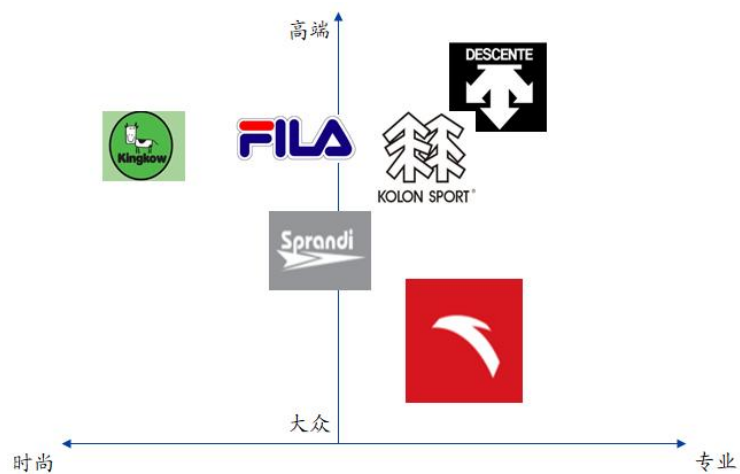 高端
DESCENTE
Kingkow
FILA
KOLON SPORT®
Sprandi
大众
时尚
专业